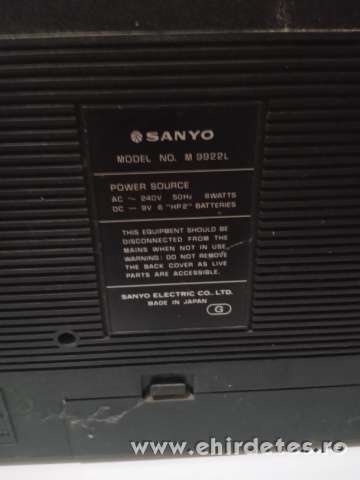 SANYO
MODEL NO. M 9922L
POWER SOURCE
AC ~ 240V 50Hz 8WATTS
DC ⎓ 9V 6 "HP2" BATTERIES
THIS EQUIPMENT SHOULD BE
DISCONNECTED FROM THE
MAINS WHEN NOT IN USE.
WARNING: DO NOT REMOVE
THE BACK COVER AS LIVE
PARTS ARE ACCESSIBLE.
SANYO ELECTRIC CO., LTD.
MADE IN JAPAN
G
www.ehirdetes.ro